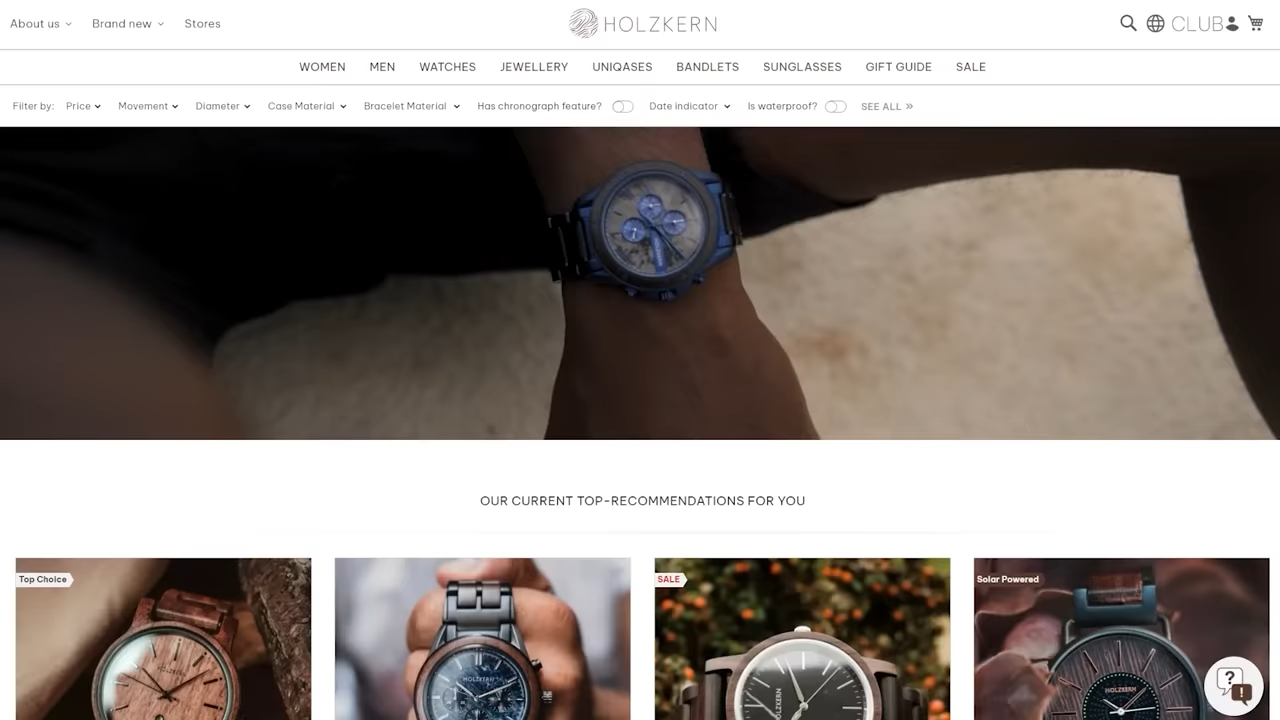 About us
Brand new
Stores
HOLZKERN
CLUB
WOMEN
MEN
WATCHES
JEWELLERY
UNIQASES
BANDLETS
SUNGLASSES
GIFT GUIDE
SALE
Filter by:
Price
Movement
Diameter
Case Material
Bracelet Material
Has chronograph feature?
Date indicator
Is waterproof?
SEE ALL »
OUR CURRENT TOP-RECOMMENDATIONS FOR YOU
Top Choice
SALE
Solar Powered
HOLZKERN
HOLZKERN
HOLZKERN